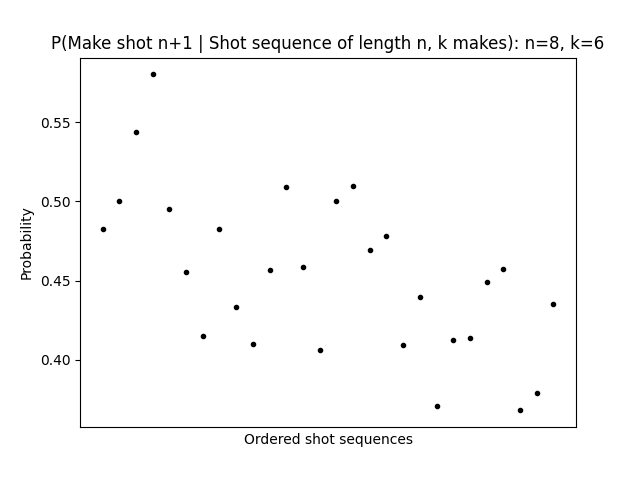 P(Make shot n+1 | Shot sequence of length n, k makes): n=8, k=6
0.55
0.50
0.45
0.40
Probability
Ordered shot sequences